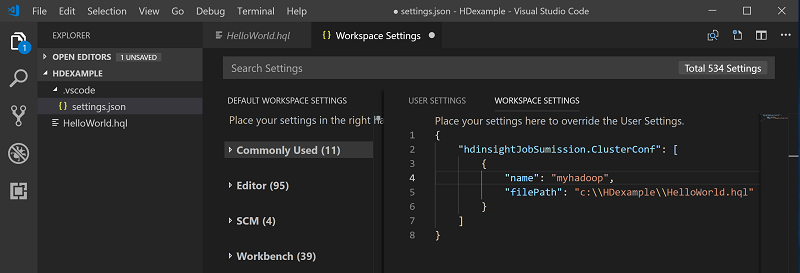 File Edit Selection View Go Debug Terminal Help ● settings.json - HDexample - Visual Studio Code
EXPLORER
1
OPEN EDITORS 1 UNSAVED
HDEXAMPLE
.vscode
{} settings.json
HelloWorld.hql
HelloWorld.hql {} Workspace Settings ●
Search Settings Total 534 Settings
DEFAULT WORKSPACE SETTINGS
Place your settings in the right
Commonly Used (11)
Editor (95)
SCM (4)
Workbench (39)
USER SETTINGS WORKSPACE SETTINGS
Place your settings here to override the User Settings.
1 {
2 "hdinsightJobSumission.ClusterConf": [
3 {
4 "name": "myhadoop",
5 "filePath": "c:\\HDexample\\HelloWorld.hql"
6 }
7 ]
8 }